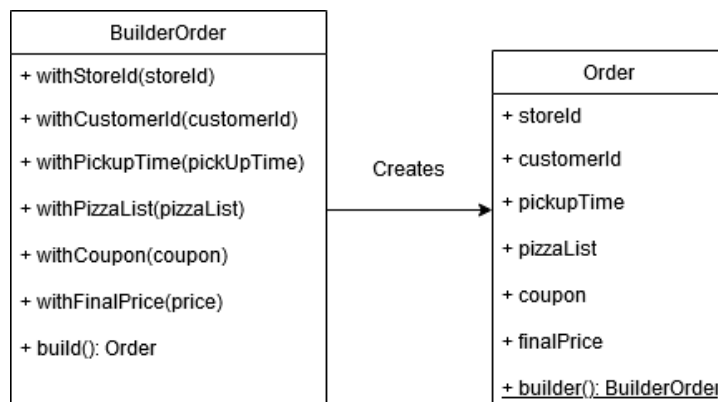 BuilderOrder
+ withStoreId(storeId)
+ withCustomerId(customerId)
+ withPickupTime(pickUpTime)
+ withPizzaList(pizzaList)
+ withCoupon(coupon)
+ withFinalPrice(price)
+ build(): Order
Creates
Order
+ storeId
+ customerId
+ pickupTime
+ pizzaList
+ coupon
+ finalPrice
+ builder(): BuilderOrder